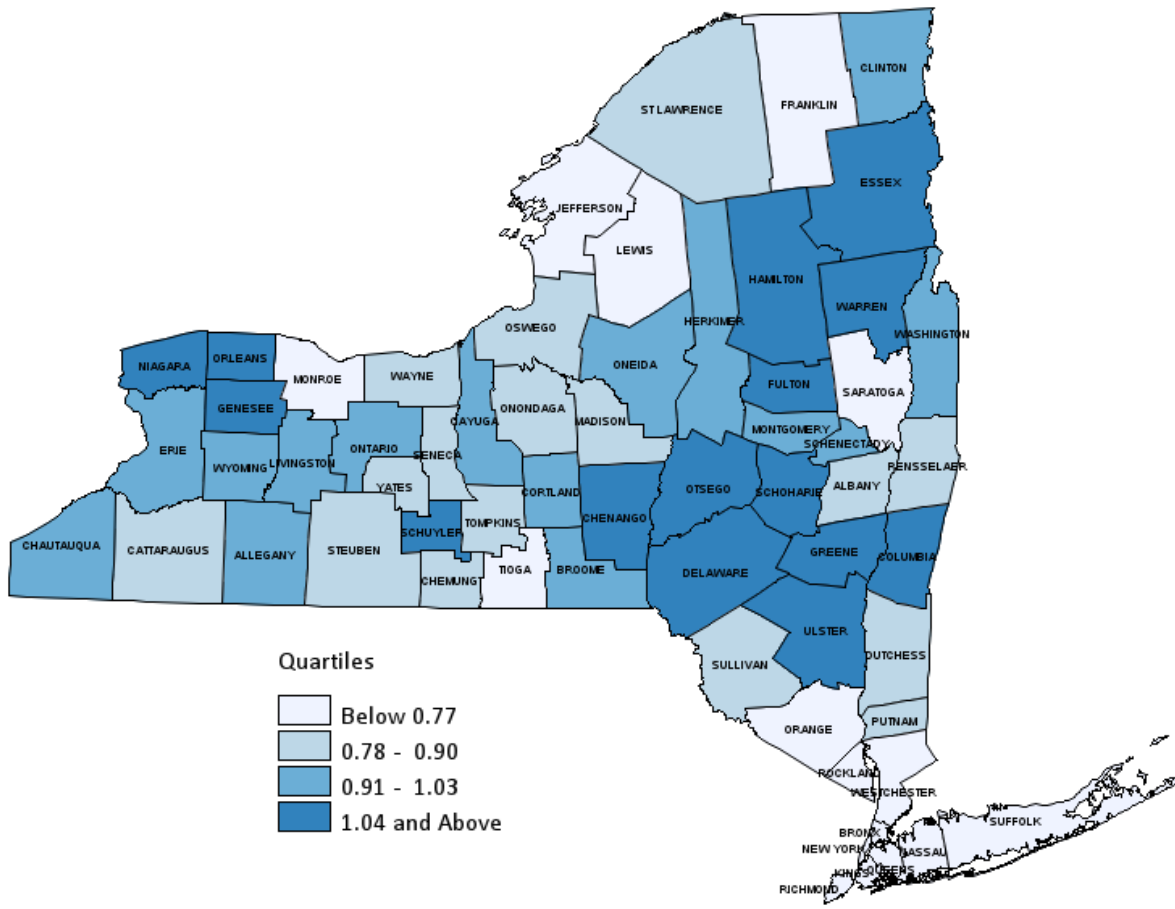 CLINTON
FRANKLIN
ST LAWRENCE
ESSEX
JEFFERSON
LEWIS
HAMILTON
WARREN
HERKIMER
OSWEGO
WASHINGTON
ONEIDA
ORLEANS
NIAGARA
MONROE
WAYNE
FULTON
SARATOGA
GENESEE
ONONDAGA
MADISON
CAYUGA
MONTGOMERY
SCHENECTADY
ERIE
ONTARIO
SENECA
WYOMING
LIVINGSTON
RENSSELAER
ALBANY
YATES
CORTLAND
OTSEGO
SCHOHARIE
CHENANGO
TOMPKINS
SCHUYLER
CHAUTAUQUA
CATTARAUGUS
ALLEGANY
STEUBEN
GREENE
COLUMBIA
CHEMUNG
TIOGA
BROOME
DELAWARE
ULSTER
SULLIVAN
DUTCHESS
Quartiles
Below 0.77
0.78 - 0.90
0.91 - 1.03
1.04 and Above
PUTNAM
ORANGE
ROCKLAND
WESTCHESTER
SUFFOLK
BRONX
NEW YORK
NASSAU
QUEENS
KINGS
RICHMOND